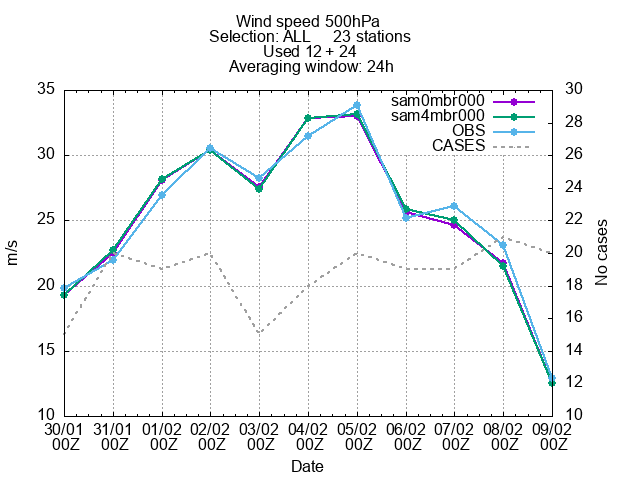 Wind speed 500hPa
Selection: ALL 23 stations
Used 12 + 24
Averaging window: 24h
sam0mbr000
sam4mbr000
OBS
CASES
35
30
25
20
15
10
m/s
30
28
26
24
22
20
18
16
14
12
10
No cases
30/01 31/01 01/02 02/02 03/02 04/02 05/02 06/02 07/02 08/02 09/02
00Z 00Z 00Z 00Z 00Z 00Z 00Z 00Z 00Z 00Z 00Z
Date